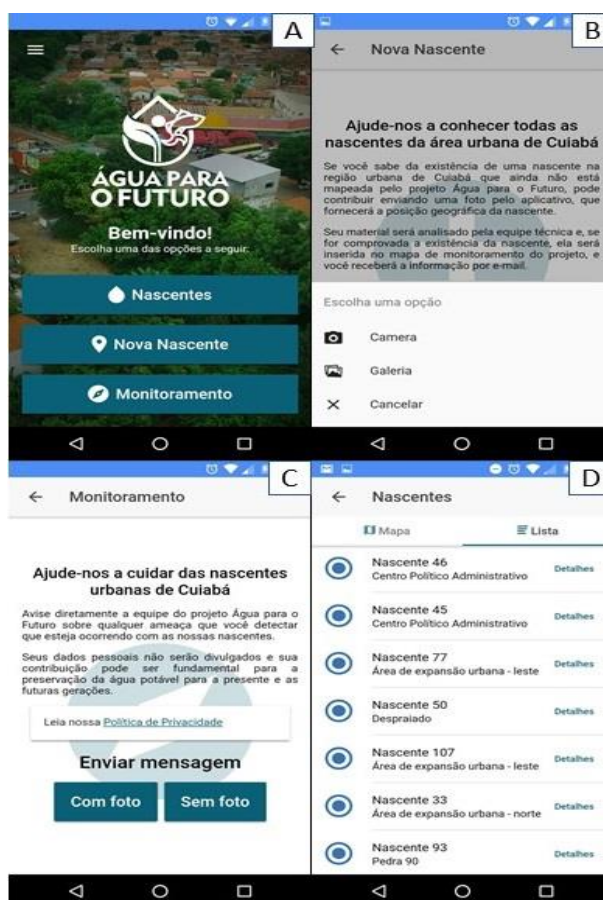 A
ÁGUA PARA
O FUTURO
Bem-vindo!
Escolha uma das opções a seguir:
Nascentes
Nova Nascente
Monitoramento
B
Nova Nascente
Ajude-nos a conhecer todas as
nascentes da área urbana de Cuiabá
Se você sabe da existência de uma nascente na
região urbana de Cuiabá que ainda não está
mapeada pelo projeto Água para o Futuro, pode
contribuir enviando uma foto pelo aplicativo, que
fornecerá a posição geográfica da nascente.
Seu material será analisado pela equipe técnica e, se
for comprovada a existência da nascente, ela será
inserida no mapa de monitoramento do projeto, e
você receberá a informação por e-mail.
Escolha uma opção
Camera
Galeria
Cancelar
C
Monitoramento
Ajude-nos a cuidar das nascentes
urbanas de Cuiabá
Avise diretamente a equipe do projeto Água para o
Futuro sobre qualquer ameaça que você detectar
que esteja ocorrendo com as nossas nascentes.
Seus dados pessoais não serão divulgados e sua
contribuição pode ser fundamental para a
preservação da água potável para a presente e as
futuras gerações.
Leia nossa Política de Privacidade
Enviar mensagem
Com foto Sem foto
D
Nascentes
Mapa Lista
Nascente 46
Centro Político Administrativo Detalhes
Nascente 45
Centro Político Administrativo Detalhes
Nascente 77
Área de expansão urbana - leste Detalhes
Nascente 50
Despraiado Detalhes
Nascente 107
Área de expansão urbana - leste Detalhes
Nascente 33
Área de expansão urbana - norte Detalhes
Nascente 93
Pedra 90 Detalhes